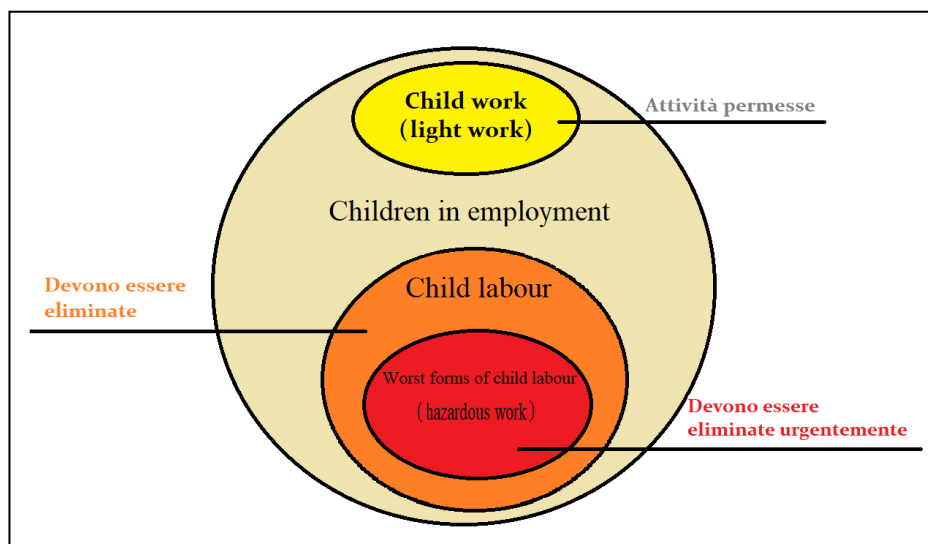 Child work
(light work)
Attività permesse
Children in employment
Devono essere
eliminate
Child labour
Worst forms of child labour
(hazardous work)
Devono essere
eliminate urgentemente